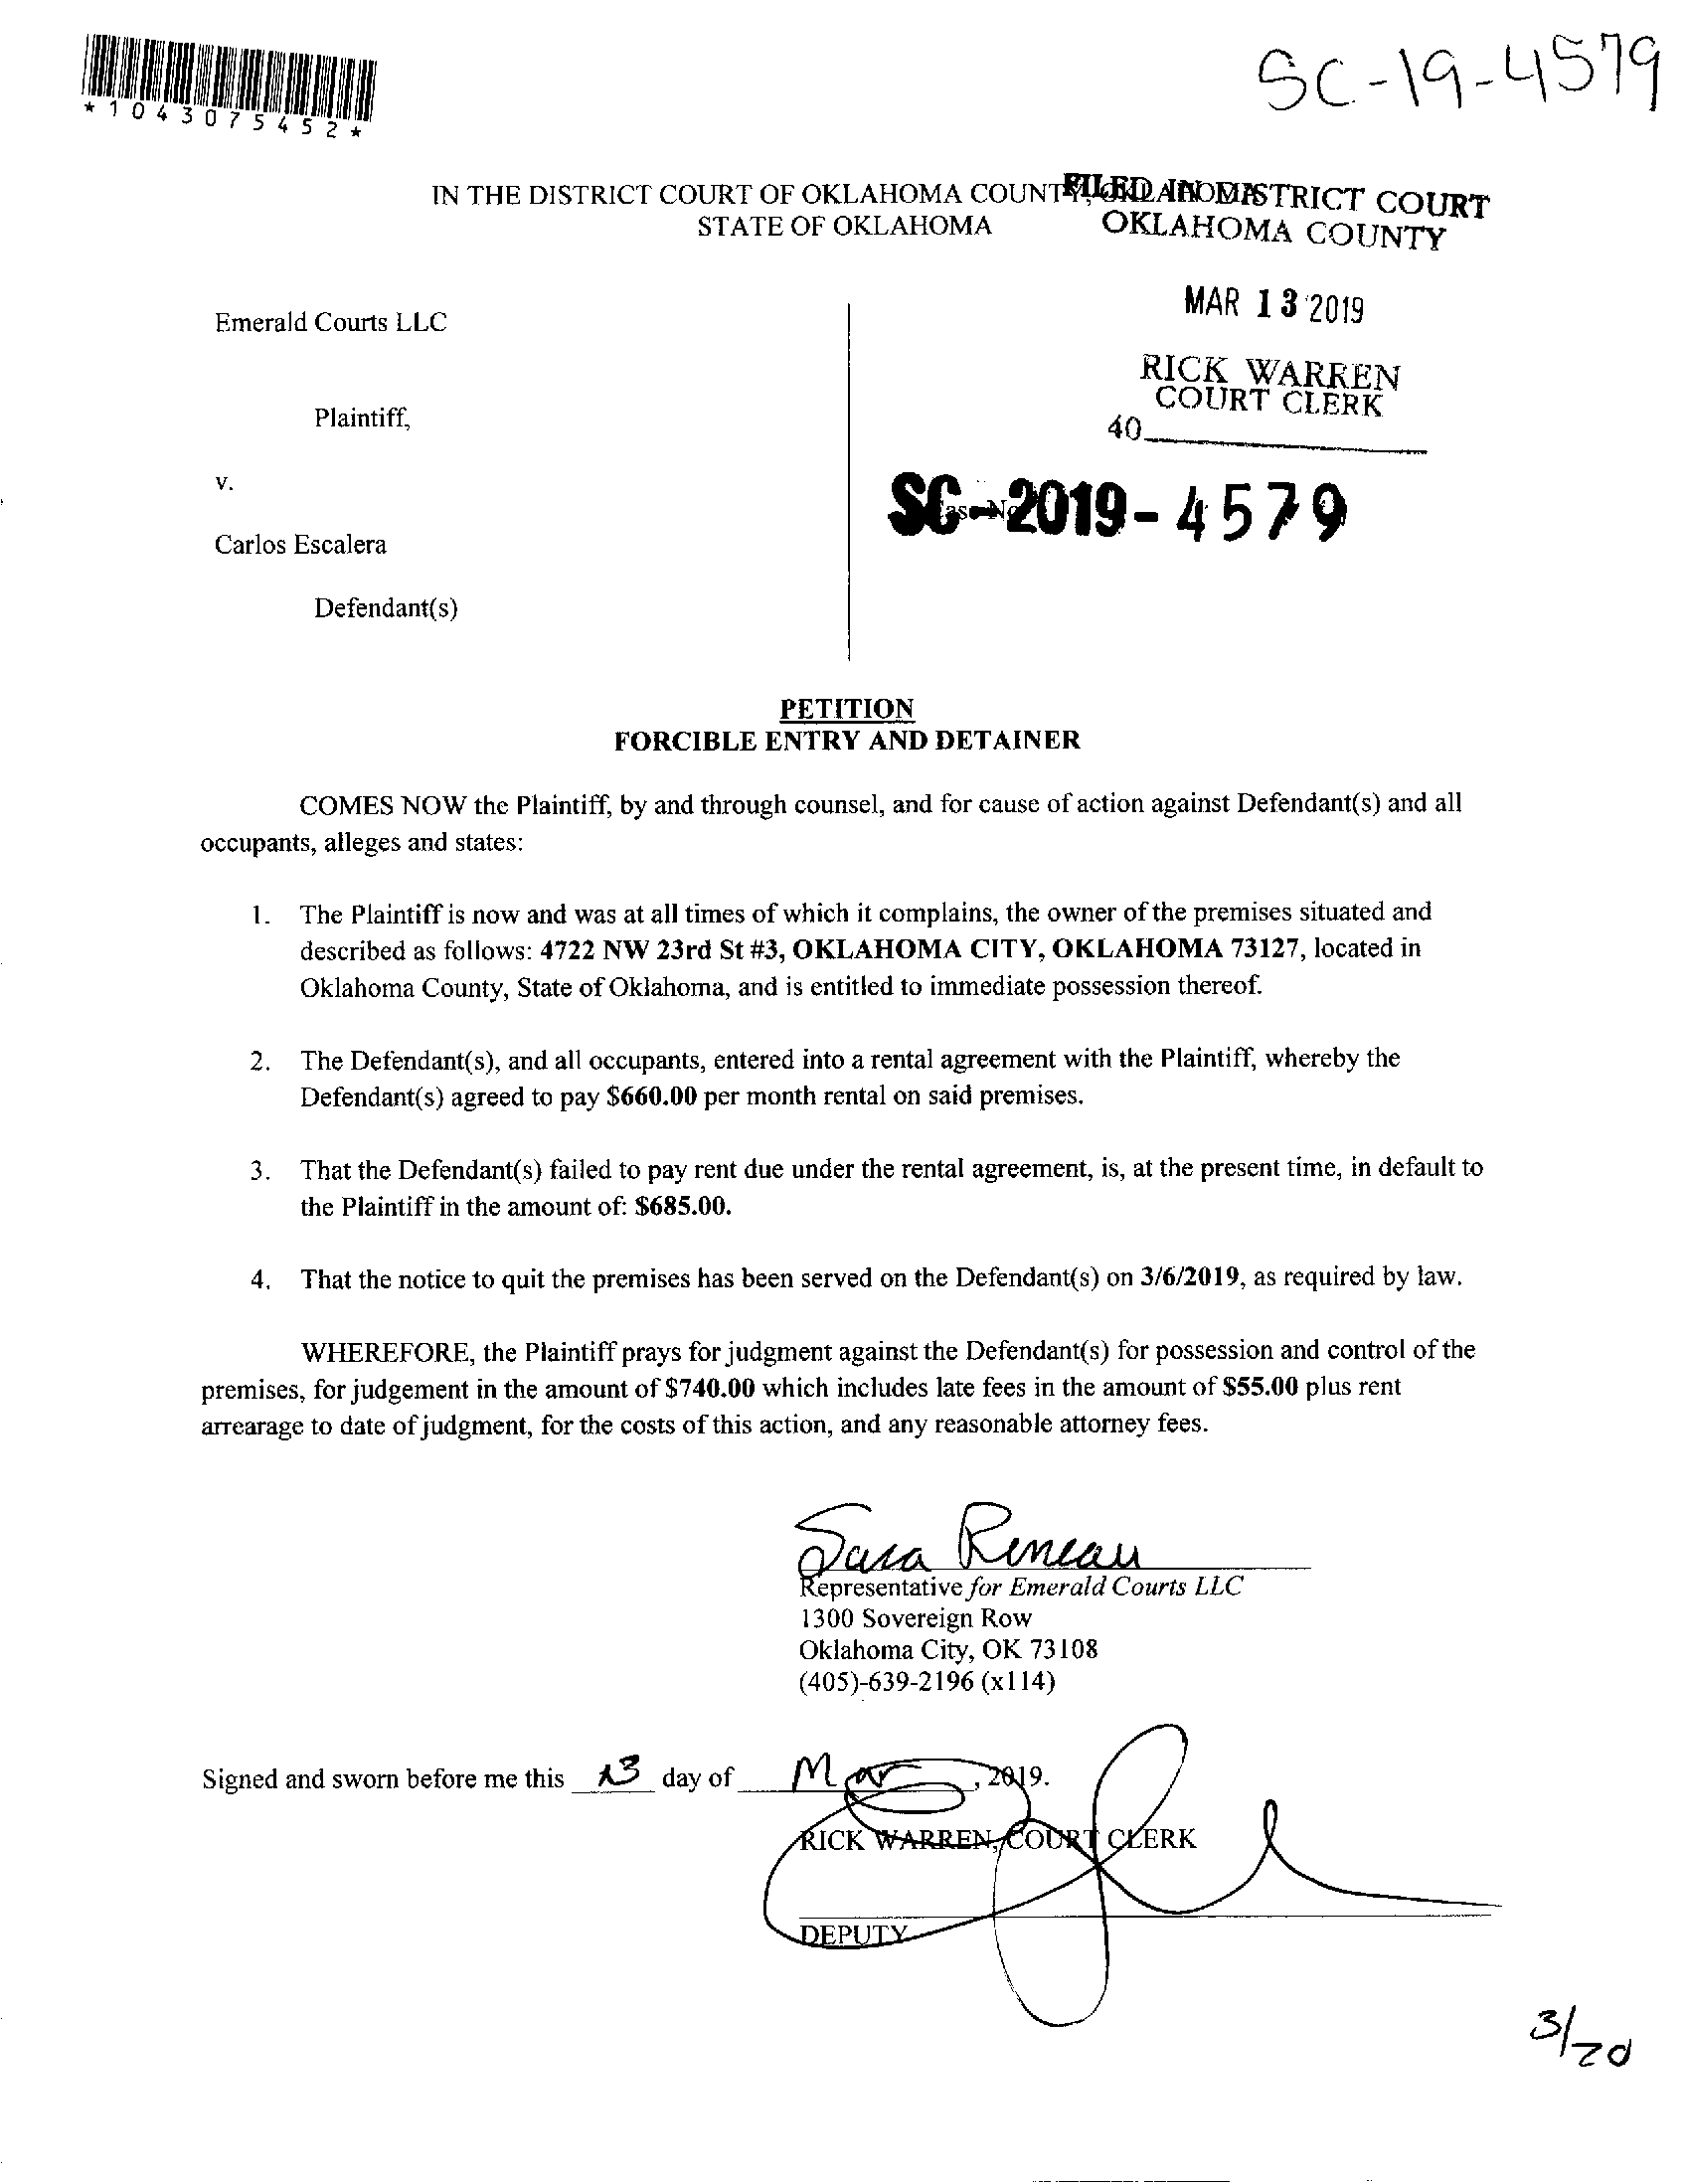 *1043075452*
SC-19-4579
IN THE DISTRICT COURT OF OKLAHOMA COUNTY, OKLAHOMA
STATE OF OKLAHOMA
FILED IN DISTRICT COURT
OKLAHOMA COUNTY
MAR 13 2019
RICK WARREN
COURT CLERK
40
Emerald Courts LLC
Plaintiff,
v.
Case No
SC-2019-4579
Carlos Escalera
Defendant(s)
PETITION
FORCIBLE ENTRY AND DETAINER
COMES NOW the Plaintiff, by and through counsel, and for cause of action against Defendant(s) and all
occupants, alleges and states:
1. The Plaintiff is now and was at all times of which it complains, the owner of the premises situated and
described as follows: 4722 NW 23rd St #3, OKLAHOMA CITY, OKLAHOMA 73127, located in
Oklahoma County, State of Oklahoma, and is entitled to immediate possession thereof.
2. The Defendant(s), and all occupants, entered into a rental agreement with the Plaintiff, whereby the
Defendant(s) agreed to pay $660.00 per month rental on said premises.
3. That the Defendant(s) failed to pay rent due under the rental agreement, is, at the present time, in default to
the Plaintiff in the amount of: $685.00.
4. That the notice to quit the premises has been served on the Defendant(s) on 3/6/2019, as required by law.
WHEREFORE, the Plaintiff prays for judgment against the Defendant(s) for possession and control of the
premises, for judgement in the amount of $740.00 which includes late fees in the amount of $55.00 plus rent
arrearage to date of judgment, for the costs of this action, and any reasonable attorney fees.
Sara Reneau
Representative for Emerald Courts LLC
1300 Sovereign Row
Oklahoma City, OK 73108
(405)-639-2196 (x114)
Signed and sworn before me this 13 day of Mar, 2019.
RICK WARREN, COURT CLERK
DEPUTY
3/20